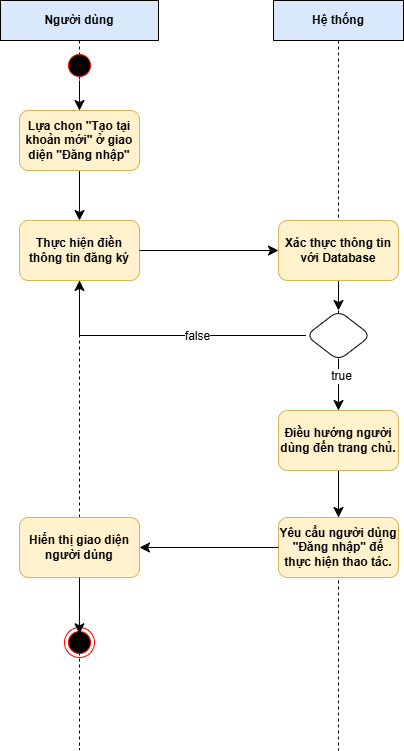 Người dùng
Hệ thống
Lựa chọn "Tạo tại
khoản mới" ở giao
diện "Đăng nhập"
Thực hiện điền
thông tin đăng ký
Xác thực thông tin
với Database
false
true
Điều hướng người
dùng đến trang chủ.
Hiển thị giao diện
người dùng
Yêu cầu người dùng
"Đăng nhập" để
thực hiện thao tác.